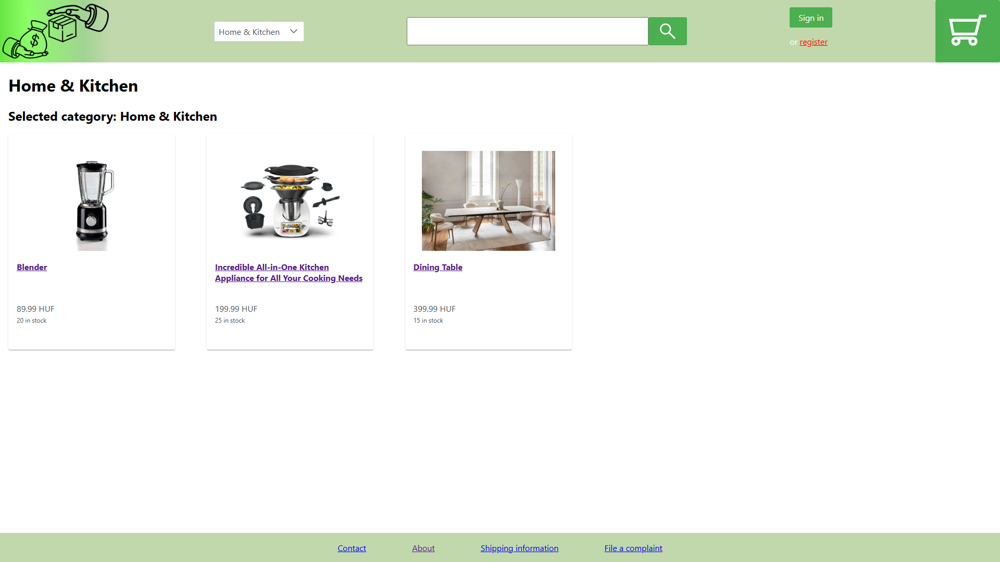 Home & Kitchen
Sign in
or register
Home & Kitchen
Selected category: Home & Kitchen
Blender
89.99 HUF
20 in stock
Incredible All-in-One Kitchen
Appliance for All Your Cooking Needs
199.99 HUF
25 in stock
Dining Table
399.99 HUF
15 in stock
Contact
About
Shipping information
File a complaint